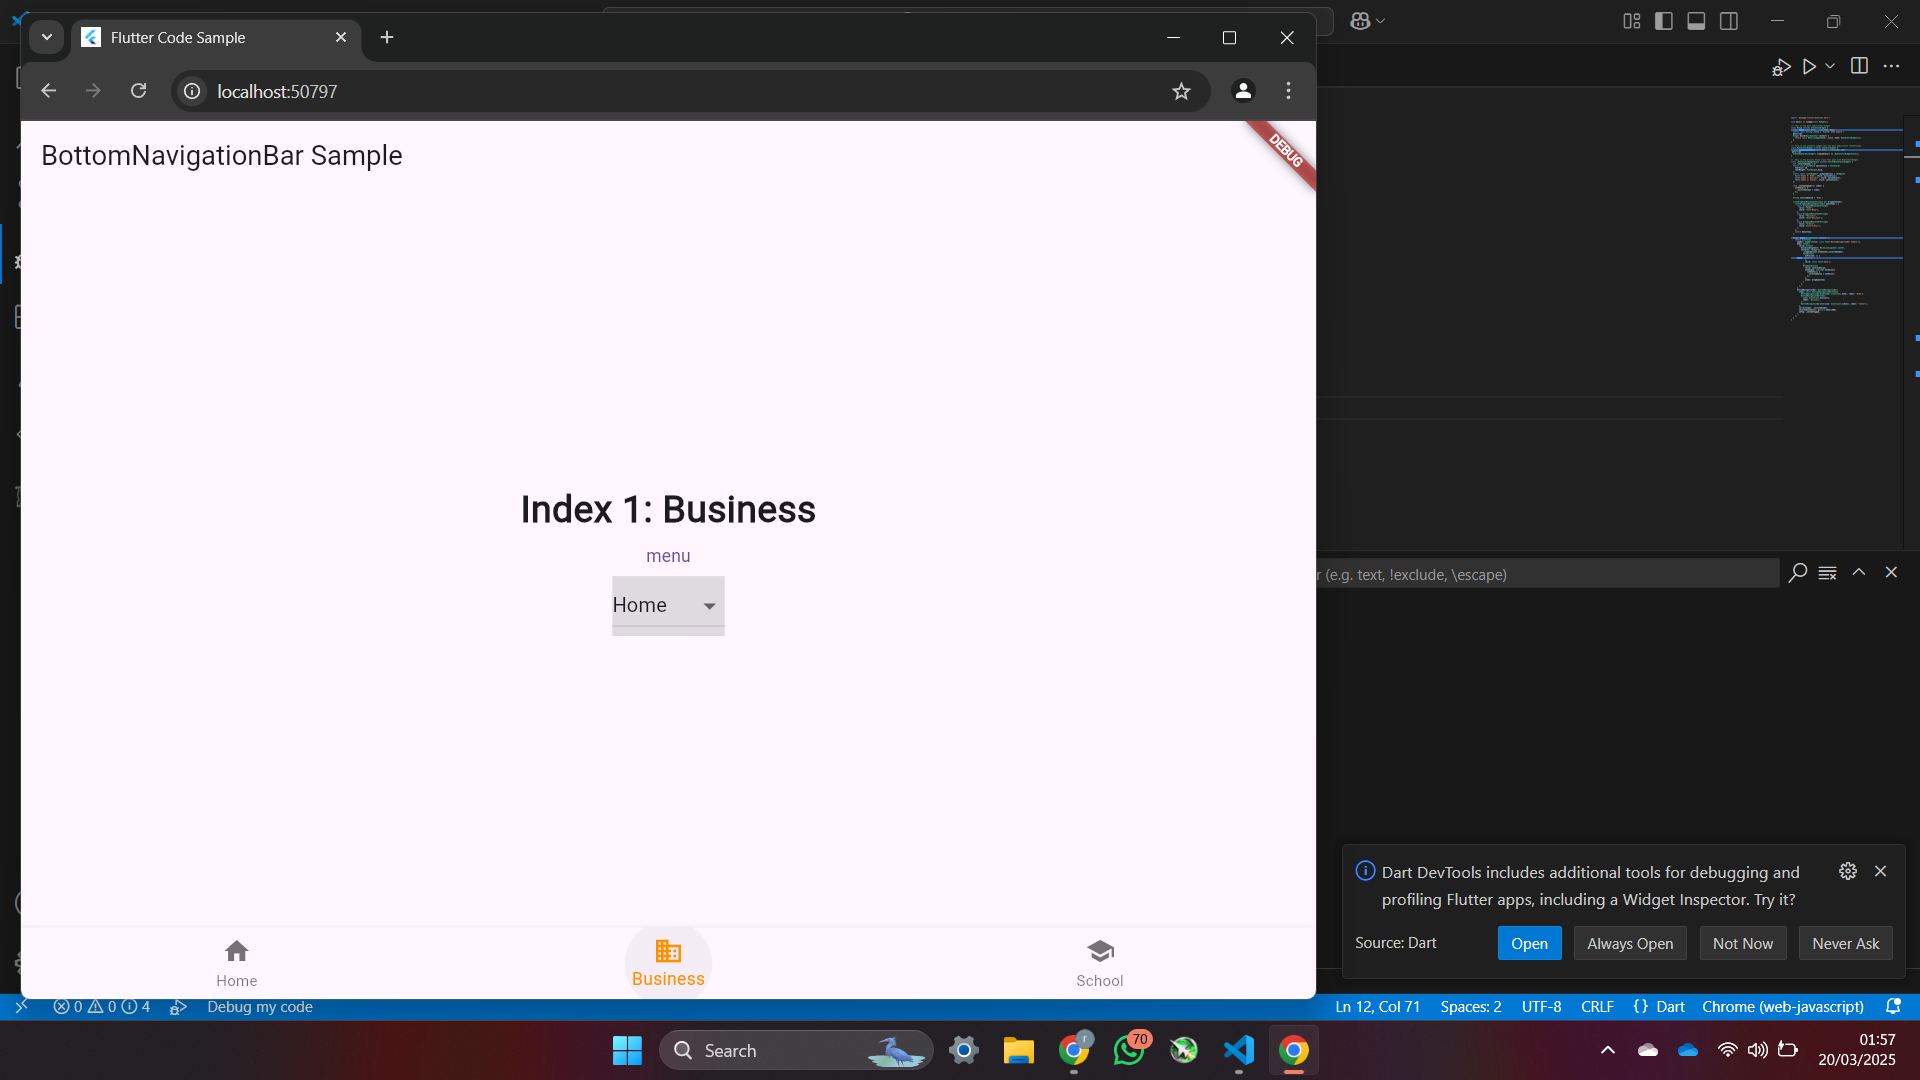 Flutter Code Sample
localhost:50797
BottomNavigationBar Sample
DEBUG
Index 1: Business
menu
Home
r (e.g. text, !exclude, \escape)
Dart DevTools includes additional tools for debugging and
profiling Flutter apps, including a Widget Inspector. Try it?
Source: Dart
Open
Always Open
Not Now
Never Ask
Home
Business
School
0 0 4
Debug my code
Ln 12, Col 71
Spaces: 2
UTF-8
CRLF
{ } Dart
Chrome (web-javascript)
Search
r
70
01:57
20/03/2025